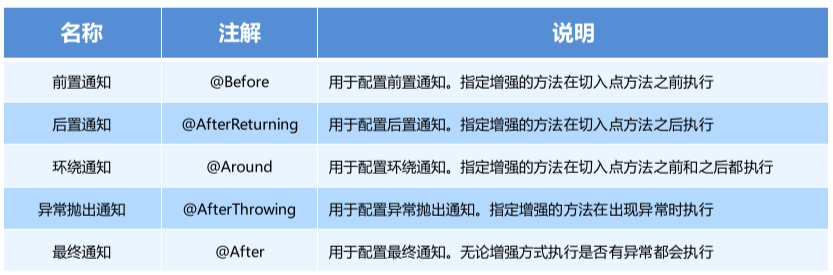 名称 注解 说明
前置通知 @Before 用于配置前置通知。指定增强的方法在切入点方法之前执行
后置通知 @AfterReturning 用于配置后置通知。指定增强的方法在切入点方法之后执行
环绕通知 @Around 用于配置环绕通知。指定增强的方法在切入点方法之前和之后都执行
异常抛出通知 @AfterThrowing 用于配置异常抛出通知。指定增强的方法在出现异常时执行
最终通知 @After 用于配置最终通知。无论增强方式执行是否有异常都会执行